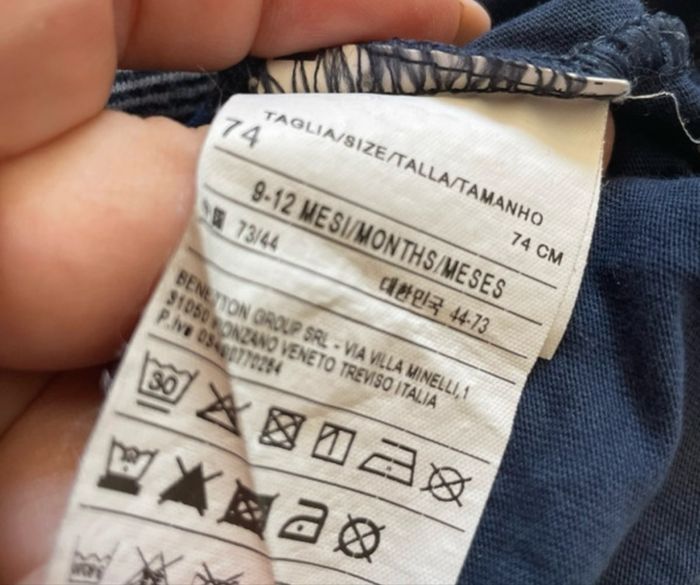 TAGLIA/SIZE/TALLA/TAMANHO
74
74 CM
9-12 MESI/MONTHS/MESES
73/44
대한민국 44-73
BENETTON GROUP SRL - VIA VILLA MINELLI,1
31050 PONZANO VENETO TREVISO ITALIA
P.Iva
30